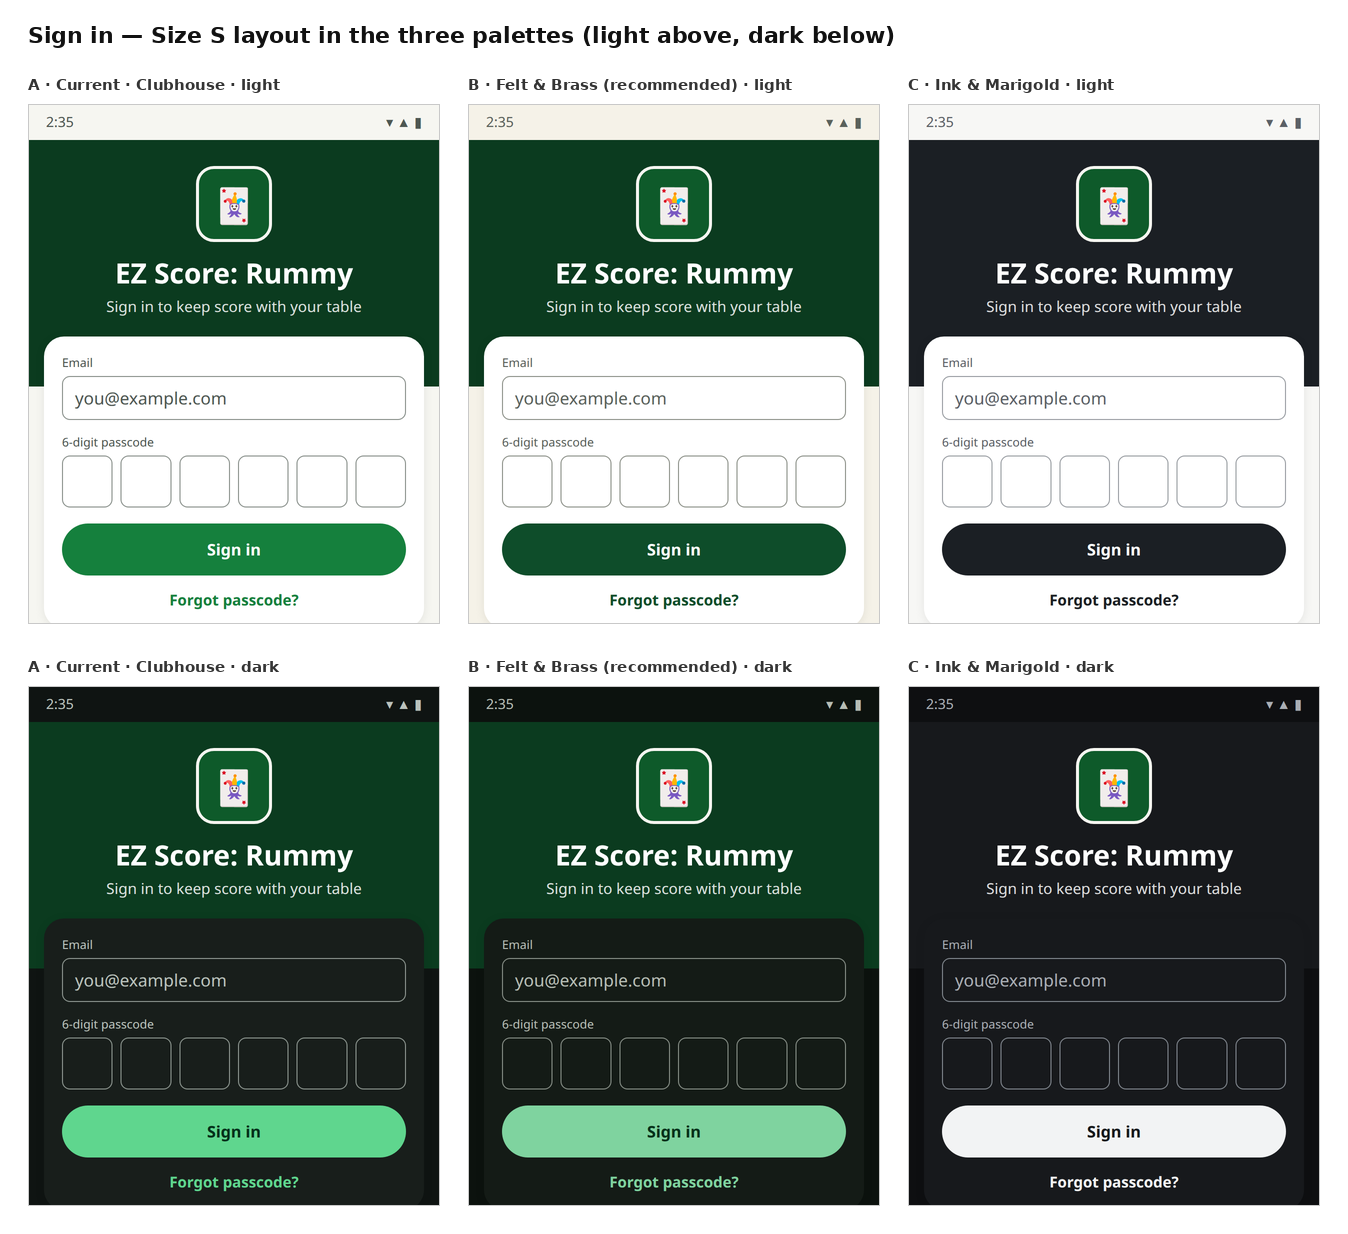 Sign in — Size S layout in the three palettes (light above, dark below)
A · Current · Clubhouse · light
2:35
EZ Score: Rummy
Sign in to keep score with your table
Email
you@example.com
6-digit passcode
Sign in
Forgot passcode?
B · Felt & Brass (recommended) · light
2:35
EZ Score: Rummy
Sign in to keep score with your table
Email
you@example.com
6-digit passcode
Sign in
Forgot passcode?
C · Ink & Marigold · light
2:35
EZ Score: Rummy
Sign in to keep score with your table
Email
you@example.com
6-digit passcode
Sign in
Forgot passcode?
A · Current · Clubhouse · dark
2:35
EZ Score: Rummy
Sign in to keep score with your table
Email
you@example.com
6-digit passcode
Sign in
Forgot passcode?
B · Felt & Brass (recommended) · dark
2:35
EZ Score: Rummy
Sign in to keep score with your table
Email
you@example.com
6-digit passcode
Sign in
Forgot passcode?
C · Ink & Marigold · dark
2:35
EZ Score: Rummy
Sign in to keep score with your table
Email
you@example.com
6-digit passcode
Sign in
Forgot passcode?